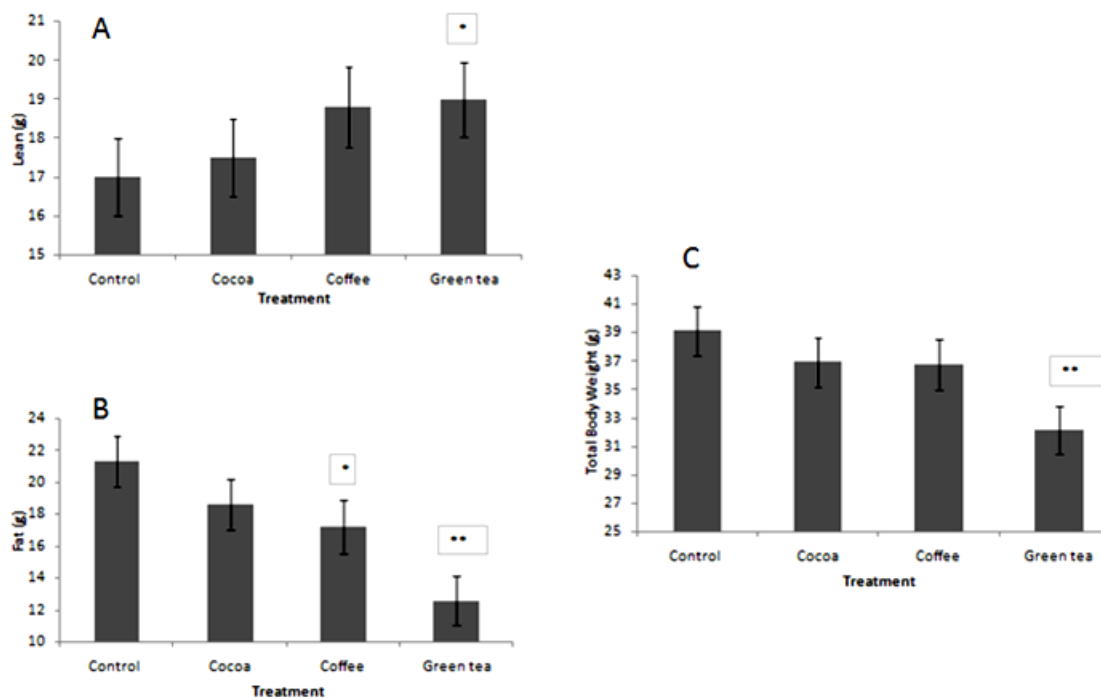 A
Lean (g)
21
20
19
18
17
16
15
*
Control Cocoa Coffee Green tea
Treatment
B
Fat (g)
24
22
20
18
16
14
12
10
*
**
Control Cocoa Coffee Green tea
Treatment
C
Total Body Weight (g)
43
41
39
37
35
33
31
29
27
25
**
Control Cocoa Coffee Green tea
Treatment